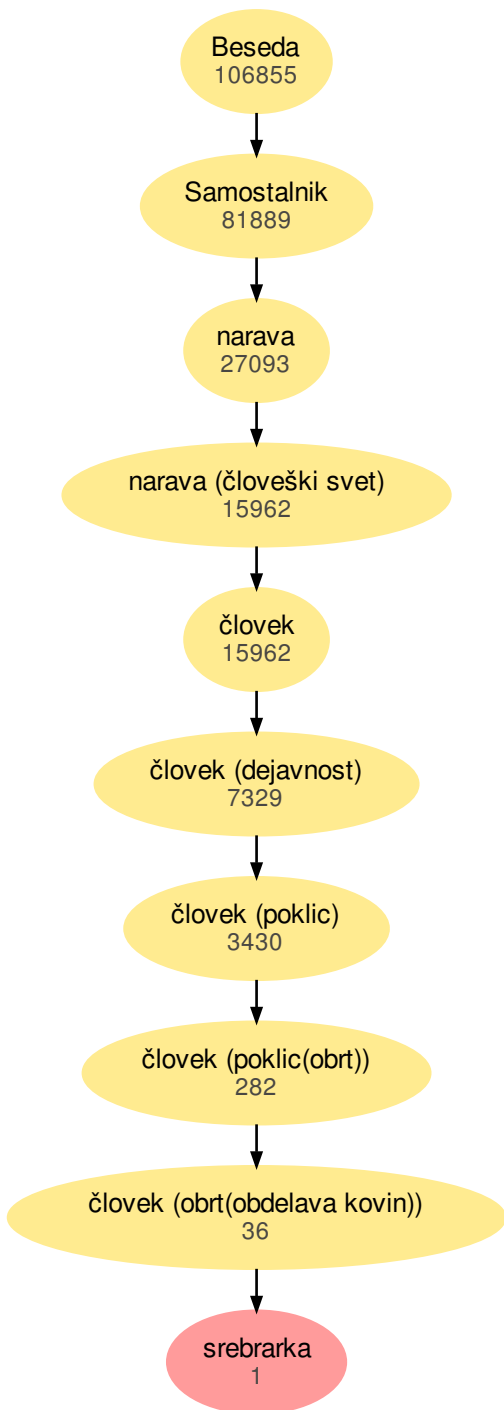 Beseda
106855
Samostalnik
81889
narava
27093
narava (človeški svet)
15962
človek
15962
človek (dejavnost)
7329
človek (poklic)
3430
človek (poklic(obrt))
282
človek (obrt(obdelava kovin))
36
srebrarka
1